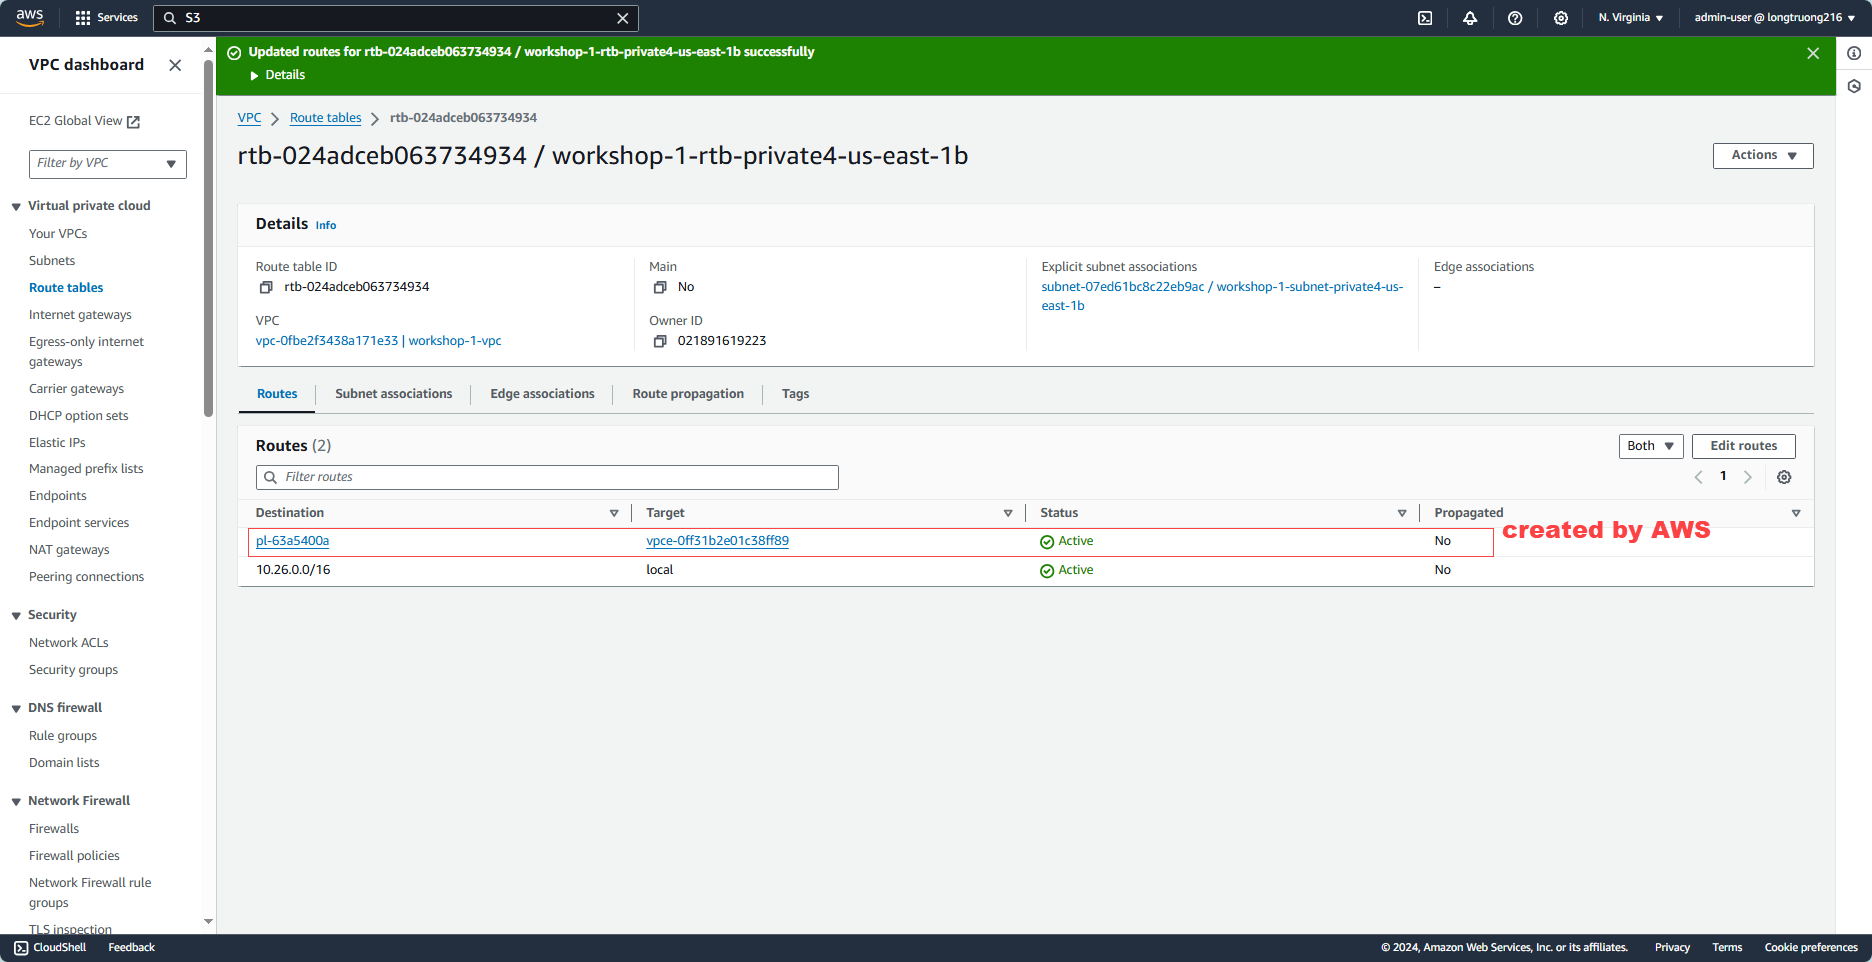 aws
Services
S3
N. Virginia
admin-user @ longtruong216
VPC dashboard
EC2 Global View
Filter by VPC
Virtual private cloud
Your VPCs
Subnets
Route tables
Internet gateways
Egress-only internet
gateways
Carrier gateways
DHCP option sets
Elastic IPs
Managed prefix lists
Endpoints
Endpoint services
NAT gateways
Peering connections
Security
Network ACLs
Security groups
DNS firewall
Rule groups
Domain lists
Network Firewall
Firewalls
Firewall policies
Network Firewall rule
groups
TLS inspection
Updated routes for rtb-024adceb063734934 / workshop-1-rtb-private4-us-east-1b successfully
Details
VPC
Route tables
rtb-024adceb063734934
rtb-024adceb063734934 / workshop-1-rtb-private4-us-east-1b
Actions
Details Info
Route table ID
rtb-024adceb063734934
VPC
vpc-0fbe2f3438a171e33 | workshop-1-vpc
Main
No
Owner ID
021891619223
Explicit subnet associations
subnet-07ed61bc8c22eb9ac / workshop-1-subnet-private4-us-
east-1b
Edge associations
–
Routes
Subnet associations
Edge associations
Route propagation
Tags
Routes (2)
Both
Edit routes
Filter routes
1
Destination Target Status Propagated
pl-63a5400a vpce-0ff31b2e01c38ff89 Active No
created by AWS
10.26.0.0/16 local Active No
CloudShell
Feedback
© 2024, Amazon Web Services, Inc. or its affiliates.
Privacy
Terms
Cookie preferences